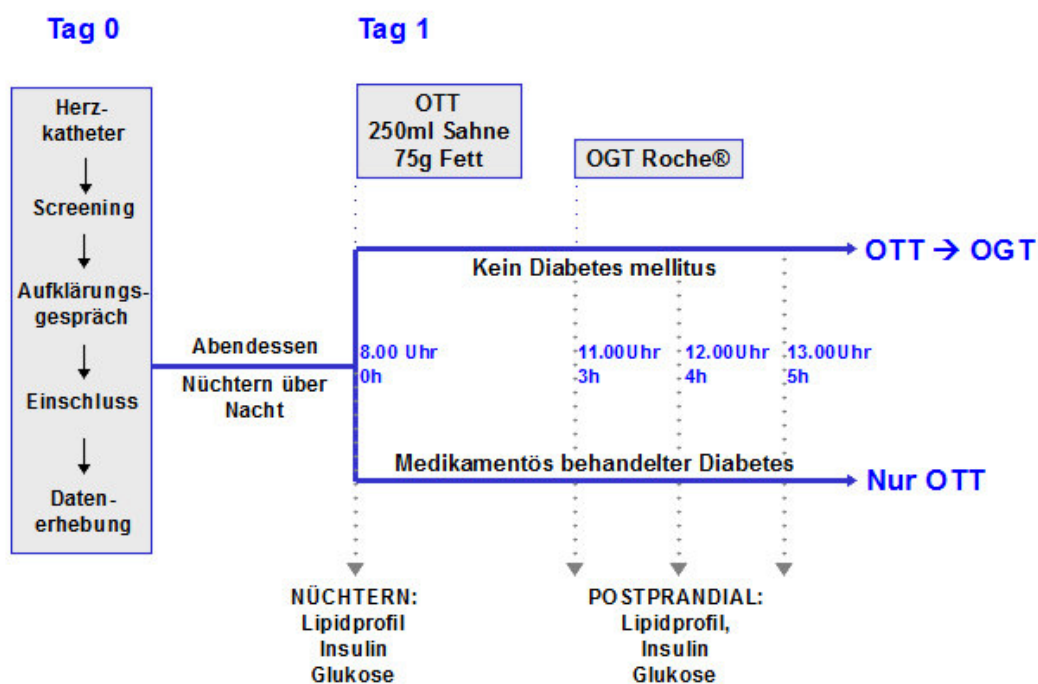 Tag 0
Tag 1
Herz-
katheter
Screening
Aufklärungs-
gespräch
Einschluss
Daten-
erhebung
Abendessen
Nüchtern über
Nacht
OTT
250ml Sahne
75g Fett
OGT Roche®
Kein Diabetes mellitus
OTT → OGT
8.00 Uhr
0h
11.00Uhr
3h
12.00Uhr
4h
13.00Uhr
5h
Medikamentös behandelter Diabetes
Nur OTT
NÜCHTERN:
Lipidprofil
Insulin
Glukose
POSTPRANDIAL:
Lipidprofil,
Insulin
Glukose